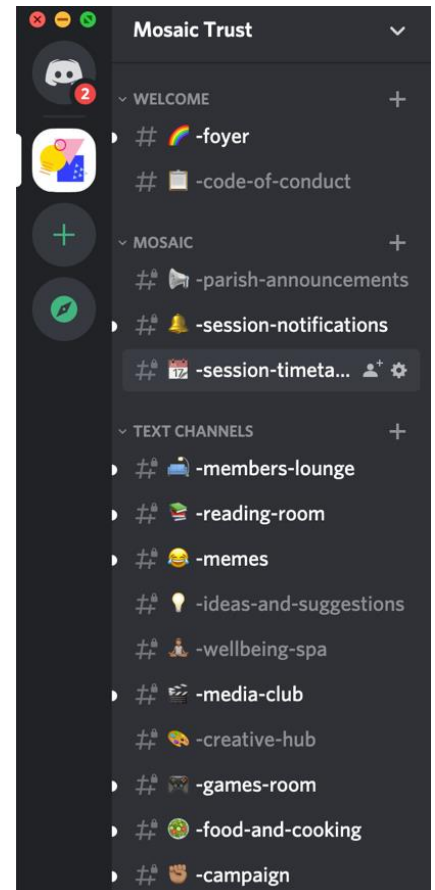 Mosaic Trust
2
WELCOME
# 🌈 -foyer
# 📋 -code-of-conduct
MOSAIC
# 📢 -parish-announcements
# 🔔 -session-notifications
# 📆 -session-timeta...
TEXT CHANNELS
# 🛋️ -members-lounge
# 📚 -reading-room
# 😂 -memes
# 💡 -ideas-and-suggestions
# 🧘🏽 -wellbeing-spa
# 🎬 -media-club
# 🎨 -creative-hub
# 🎮 -games-room
# 🥗 -food-and-cooking
# ✊🏽 -campaign